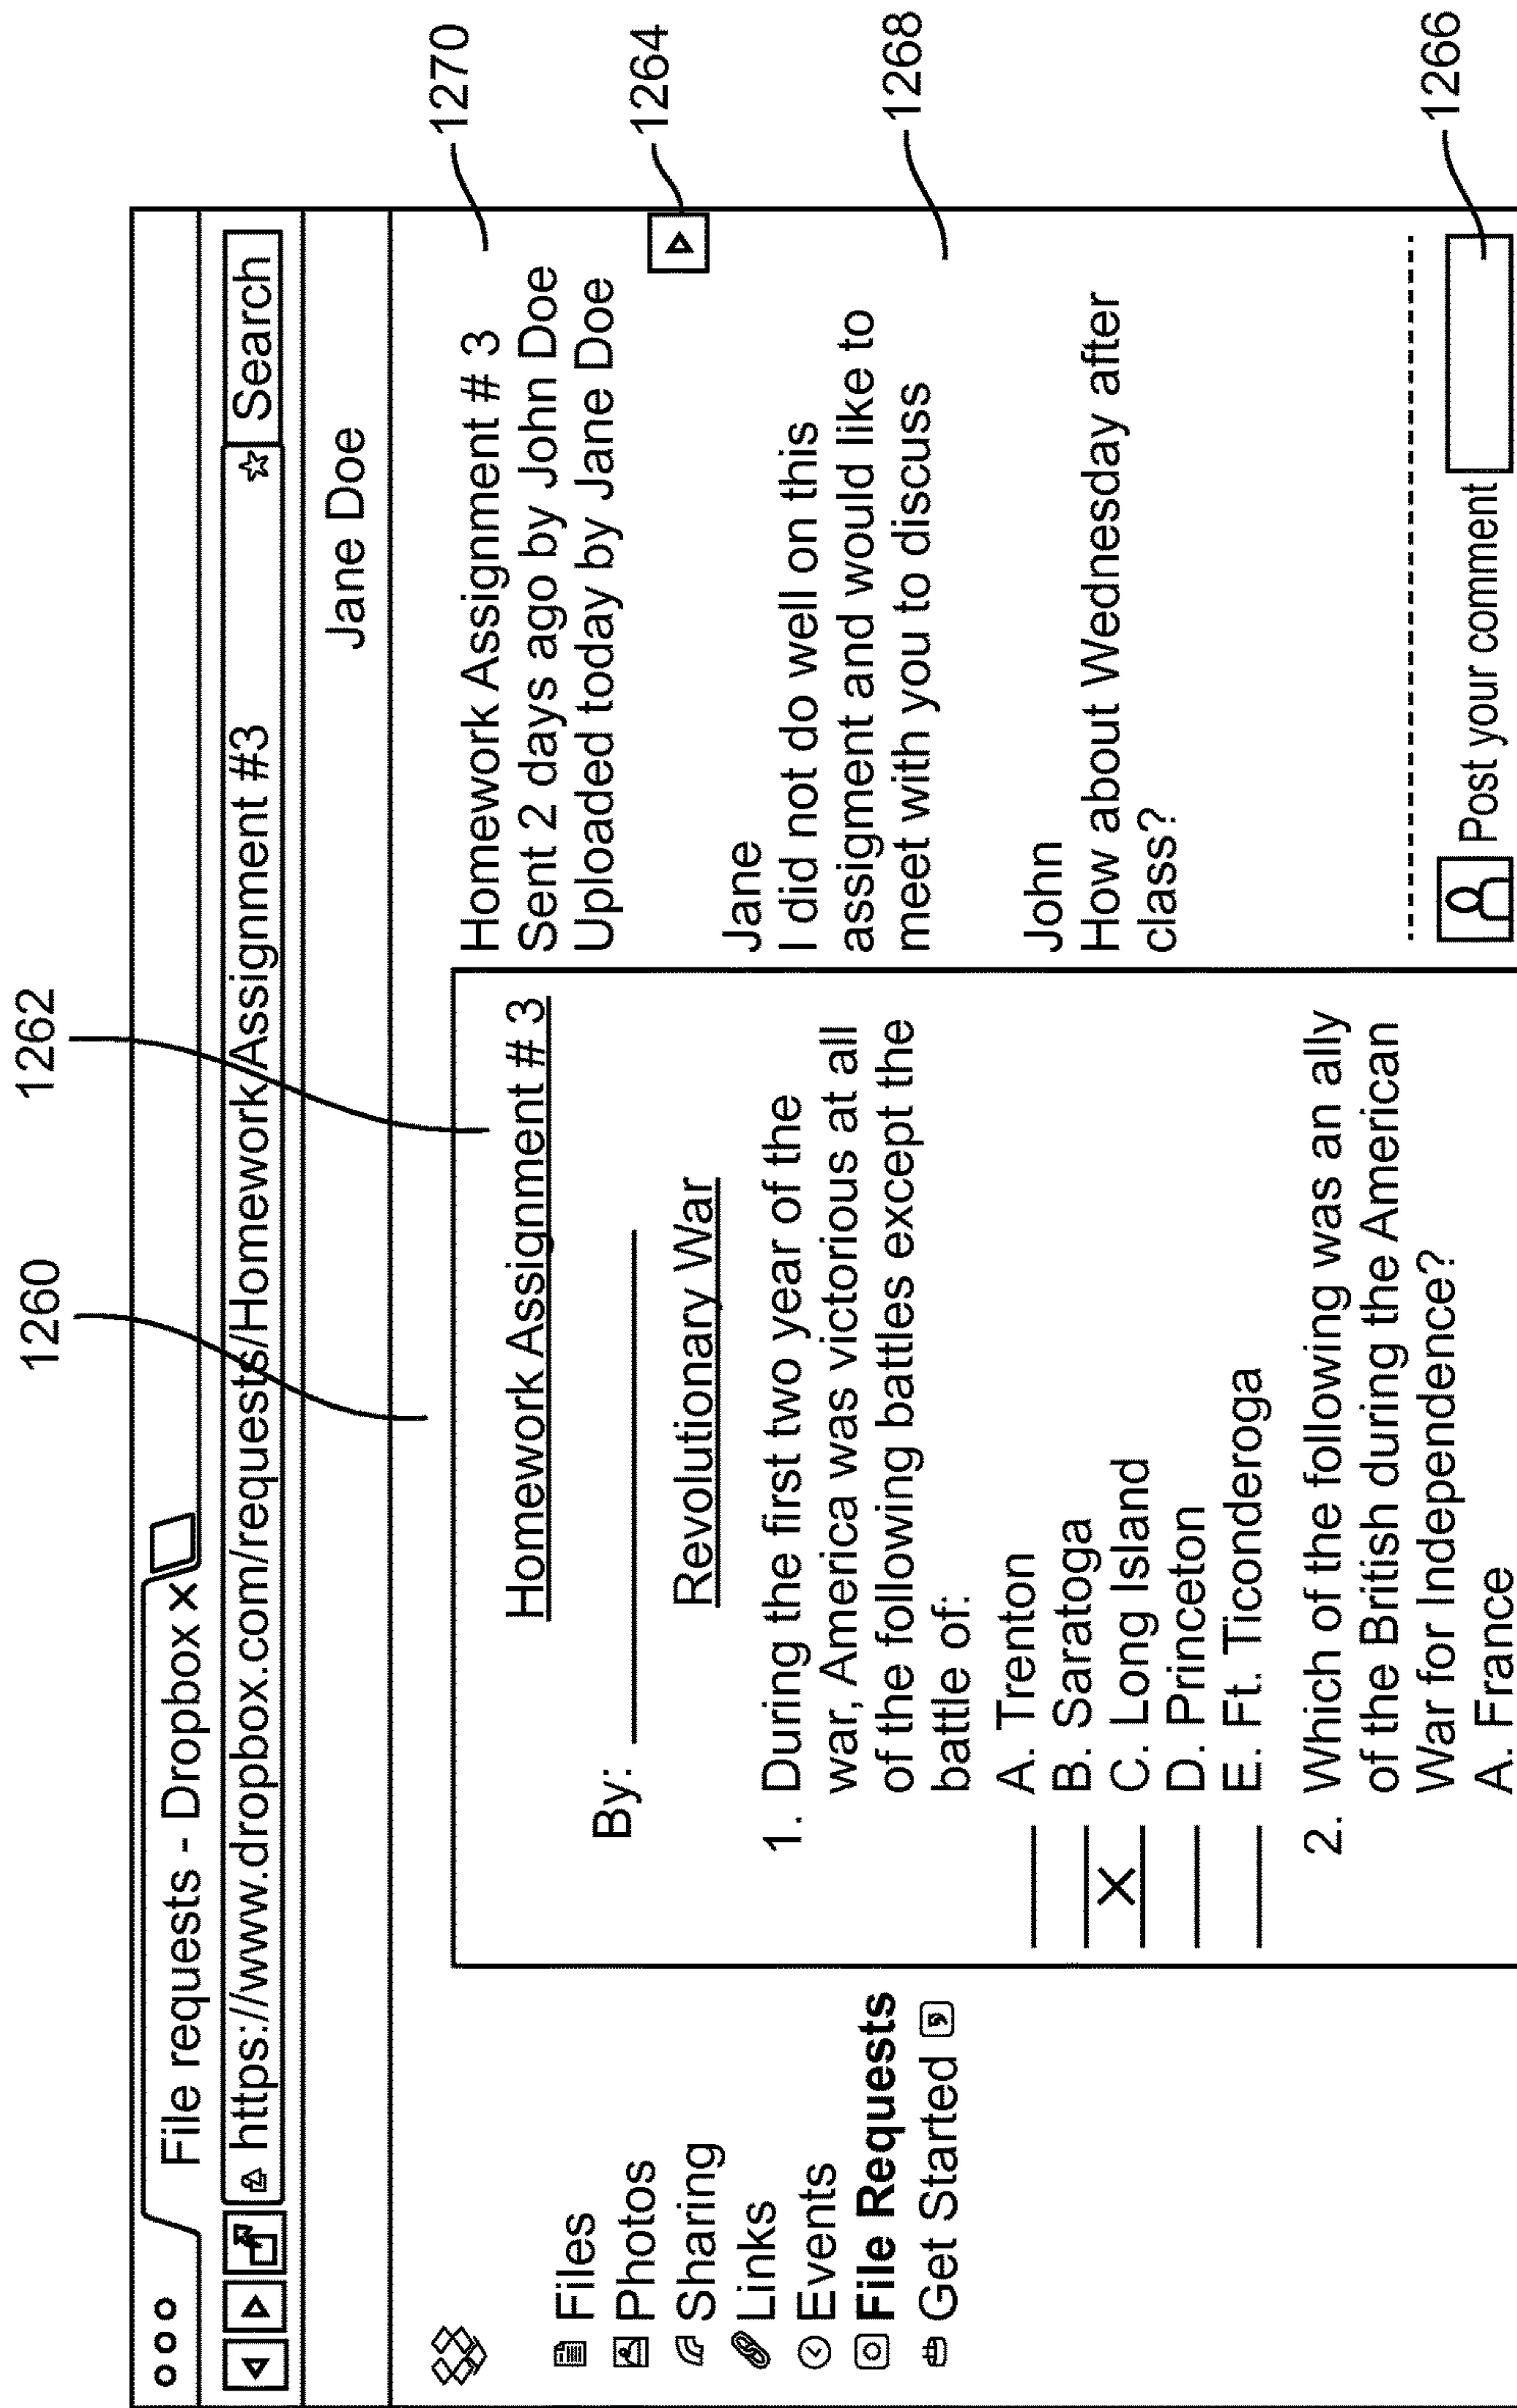 1260
1262
File requests - Dropbox X
https://www.dropbox.com/requests/Homework Assignment #3
Search
Jane Doe
Files
Photos
Sharing
Links
Events
File Requests
Get Started
Homework Assignment # 3
By:
Revolutionary War
1. During the first two year of the
war, America was victorious at all
of the following battles except the
battle of:
A. Trenton
B. Saratoga
X C. Long Island
D. Princeton
E. Ft. Ticonderoga
2. Which of the following was an ally
of the British during the American
War for Independence?
A. France
Homework Assignment # 3
Sent 2 days ago by John Doe
Uploaded today by Jane Doe
Jane
I did not do well on this
assigment and would like to
meet with you to discuss
John
How about Wednesday after
class?
Post your comment
1270
1264
1268
1266